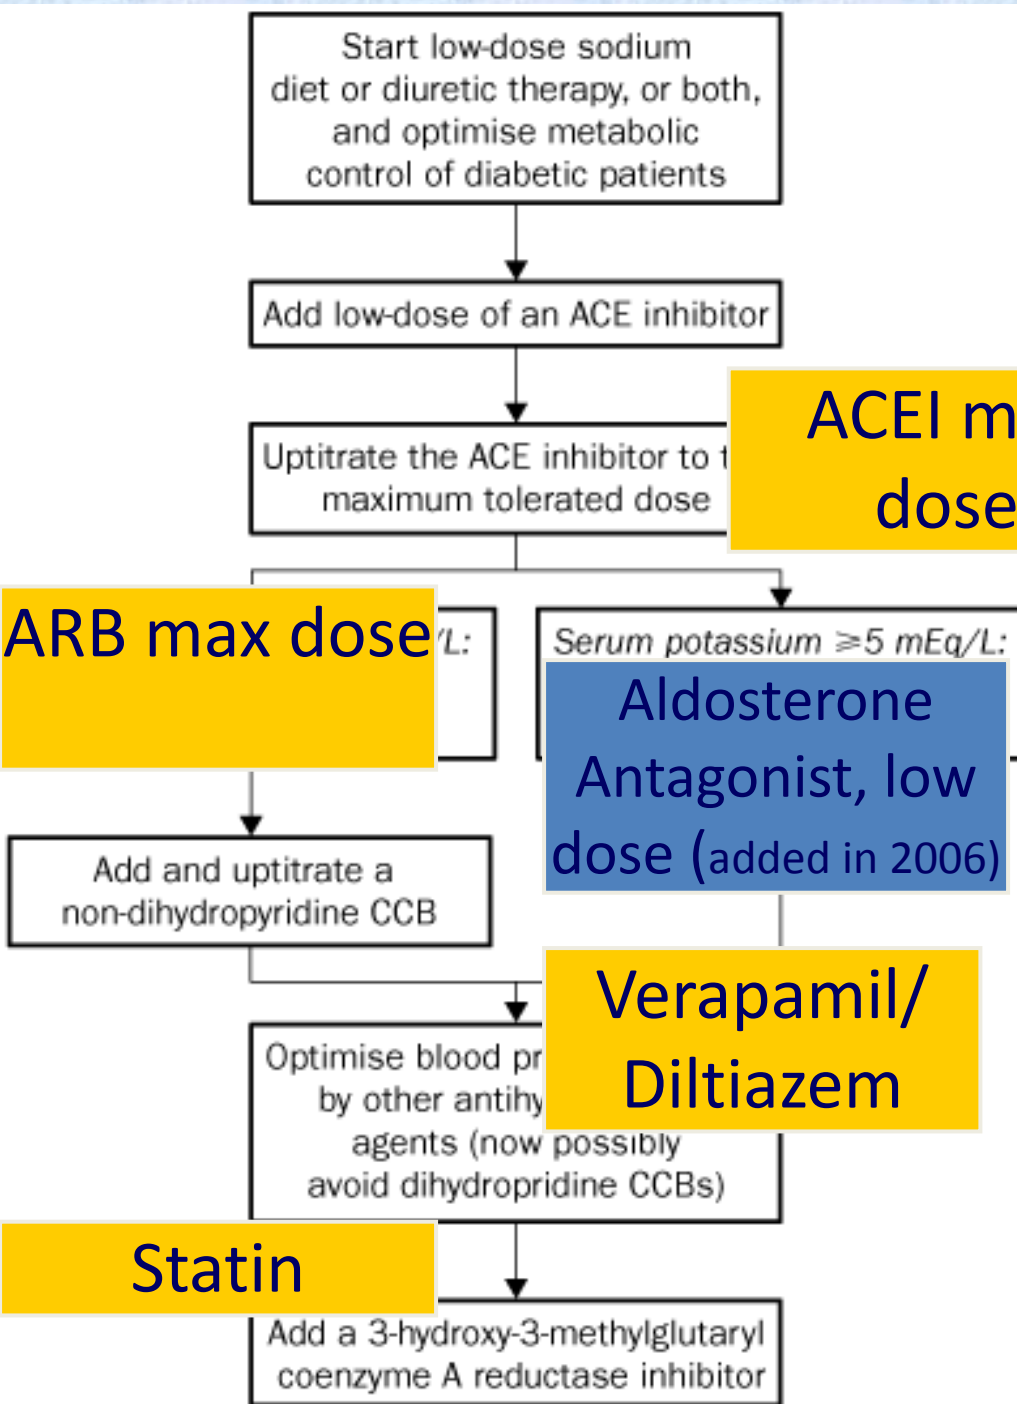 Start low-dose sodium
diet or diuretic therapy, or both,
and optimise metabolic
control of diabetic patients
Add low-dose of an ACE inhibitor
ACEI
dose
Uptitrate the ACE inhibitor to
maximum tolerated dose
ARB max dose
/L:
Serum potassium ≥5 mEq/L:
Aldosterone
Antagonist, low
dose (added in 2006)
Add and uptitrate a
non-dihydropyridine CCB
Verapamil/
Diltiazem
Optimise blood
by other
agents (now possibly
avoid dihydropridine CCBs)
Statin
Add a 3-hydroxy-3-methylglutaryl
coenzyme A reductase inhibitor